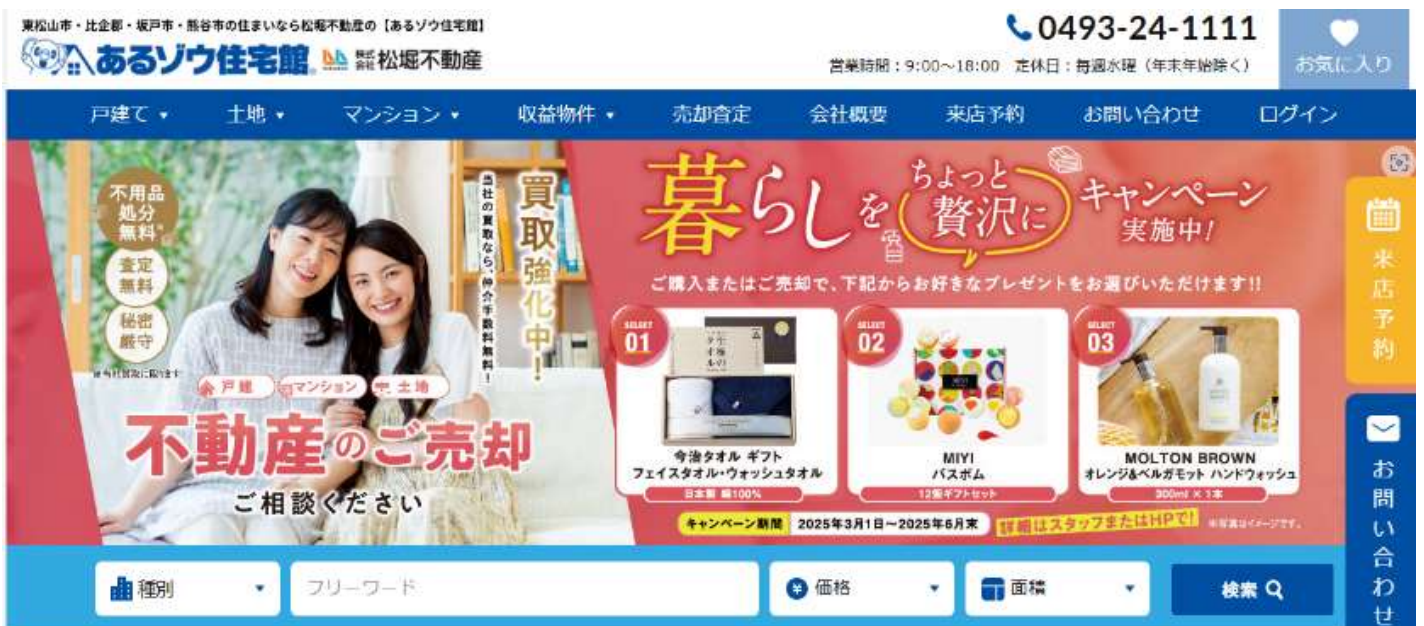 東松山市・比企郡・坂戸市・熊谷市の住まいなら松堀不動産の【あるゾウ住宅館】
あるゾウ住宅館 株式会社 松堀不動産
0493-24-1111
営業時間：9:00〜18:00 定休日：毎週水曜（年末年始除く）
お気に入り
戸建て 土地 マンション 収益物件 売却査定 会社概要 来店予約 お問い合わせ ログイン
不用品
処分
無料※
査定
無料
秘密
厳守
当社の買取なら、仲介手数料無料！
買取強化中！
戸建 マンション 土地
不動産のご売却
ご相談ください
暮らしをちょっと贅沢にキャンペーン
実施中！
ご購入またはご売却で、下記からお好きなプレゼントをお選びいただけます!!
SELECT
01
今治タオル ギフト
フェイスタオル・ウォッシュタオル
日本製 綿100%
SELECT
02
MIYI
バスボム
12個ギフトセット
SELECT
03
MOLTON BROWN
オレンジ&ベルガモット ハンドウォッシュ
300ml × 1本
キャンペーン期間 2025年3月1日〜2025年6月末 詳細はスタッフまたはHPで!
※写真はイメージです。
来店予約
お問い合わせ
種別 フリーワード 価格 面積 検索